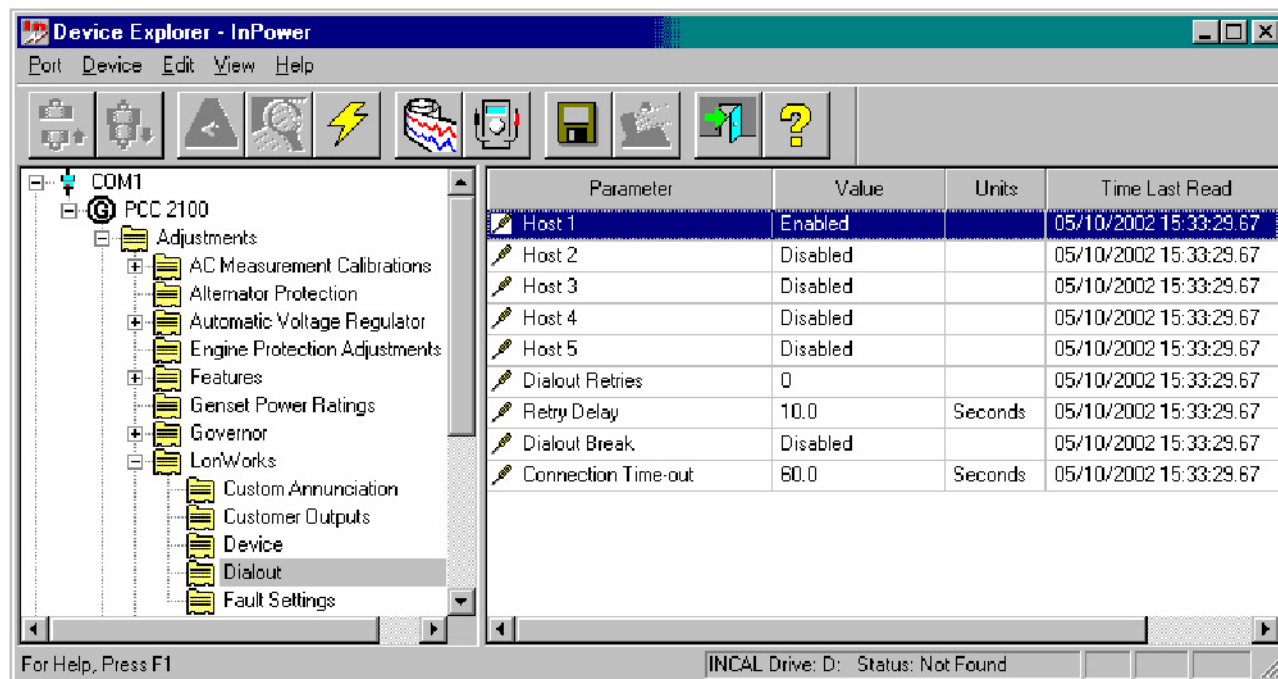 Device Explorer - InPower
Port Device Edit View Help
COM1
PCC 2100
Adjustments
AC Measurement Calibrations
Alternator Protection
Automatic Voltage Regulator
Engine Protection Adjustments
Features
Genset Power Ratings
Governor
LonWorks
Custom Annunciation
Customer Outputs
Device
Dialout
Fault Settings
Parameter Value Units Time Last Read
Host 1 Enabled 05/10/2002 15:33:29.67
Host 2 Disabled 05/10/2002 15:33:29.67
Host 3 Disabled 05/10/2002 15:33:29.67
Host 4 Disabled 05/10/2002 15:33:29.67
Host 5 Disabled 05/10/2002 15:33:29.67
Dialout Retries 0 05/10/2002 15:33:29.67
Retry Delay 10.0 Seconds 05/10/2002 15:33:29.67
Dialout Break Disabled 05/10/2002 15:33:29.67
Connection Time-out 60.0 Seconds 05/10/2002 15:33:29.67
For Help, Press F1
INCAL Drive: D: Status: Not Found